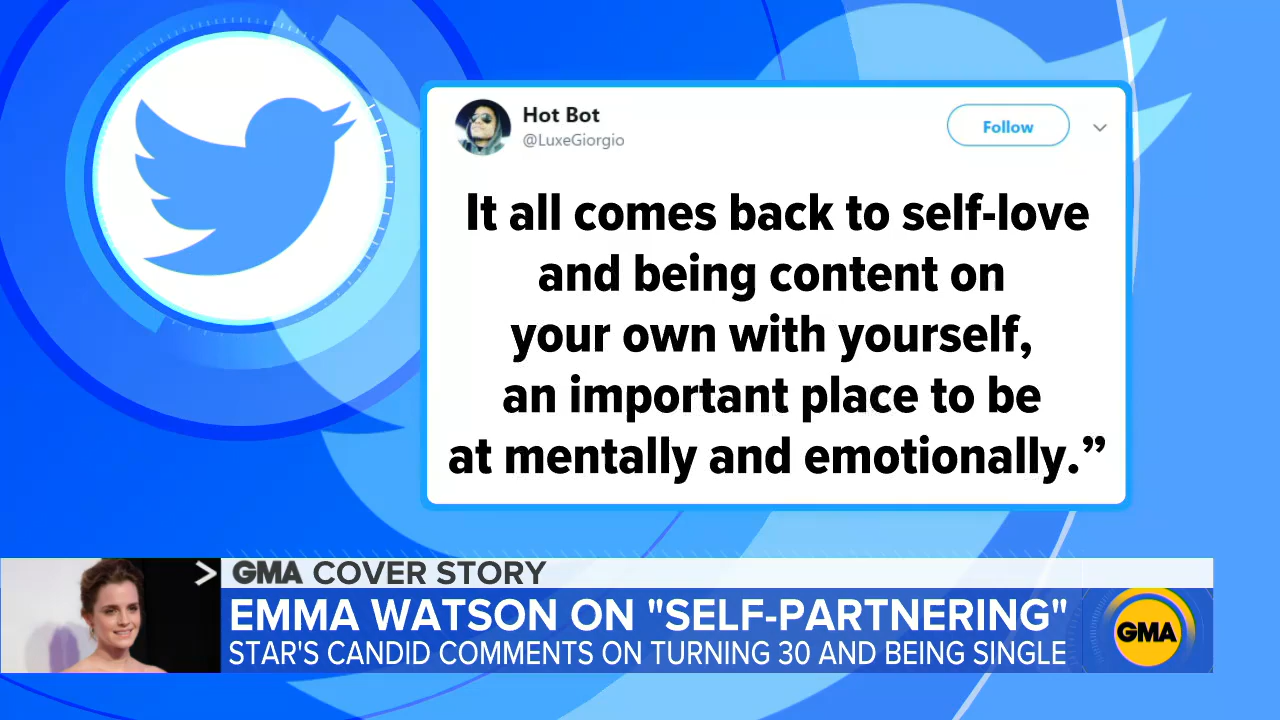 Hot Bot
@LuxeGiorgio
Follow
It all comes back to self-love
and being content on
your own with yourself,
an important place to be
at mentally and emotionally.”
GMA COVER STORY
EMMA WATSON ON "SELF-PARTNERING"
STAR'S CANDID COMMENTS ON TURNING 30 AND BEING SINGLE
GMA